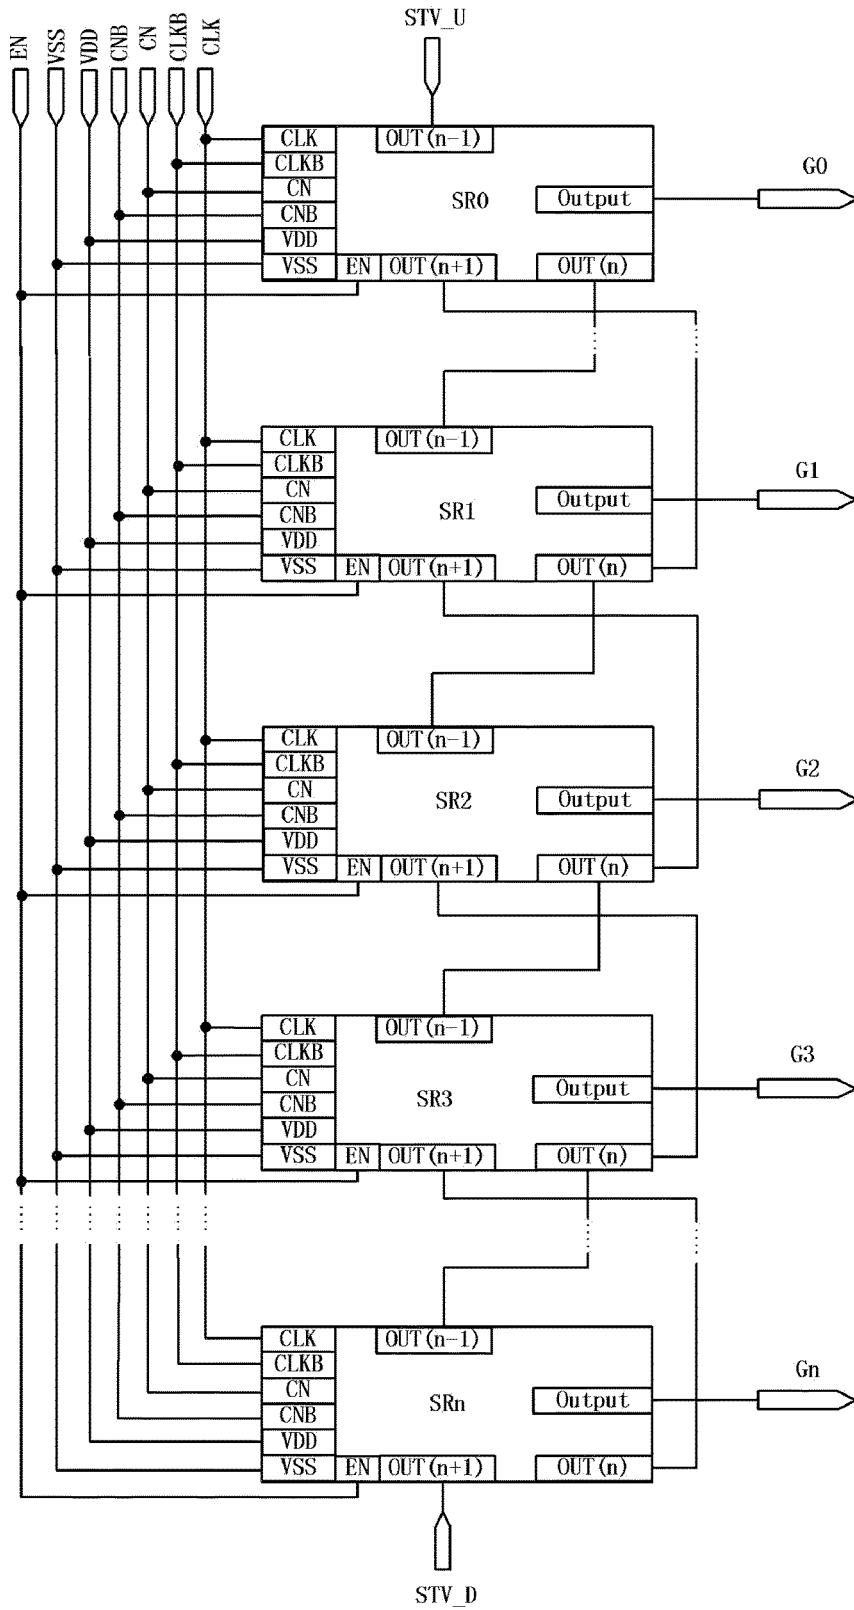 EN VSS VDD CNB CN CLKB CLK
STV_U
CLK OUT(n-1)
CLKB
CN
SR0 Output G0
CNB
VDD
VSS EN OUT(n+1) OUT(n)
CLK OUT(n-1)
CLKB
CN
SR1 Output G1
CNB
VDD
VSS EN OUT(n+1) OUT(n)
CLK OUT(n-1)
CLKB
CN
SR2 Output G2
CNB
VDD
VSS EN OUT(n+1) OUT(n)
CLK OUT(n-1)
CLKB
CN
SR3 Output G3
CNB
VDD
VSS EN OUT(n+1) OUT(n)
CLK OUT(n-1)
CLKB
CN
SRn Output Gn
CNB
VDD
VSS EN OUT(n+1) OUT(n)
STV_D